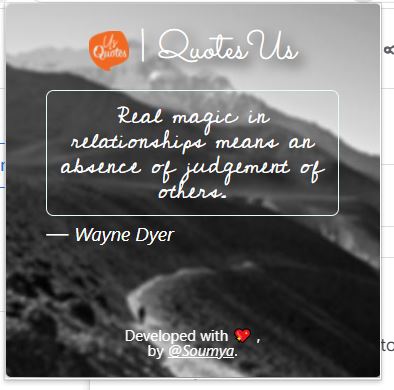 Us
Quotes
| QuotesUs
Real magic in
relationships means an
absence of judgement of
others.
— Wayne Dyer
Developed with ❤️ ,
by @Soumya.
to